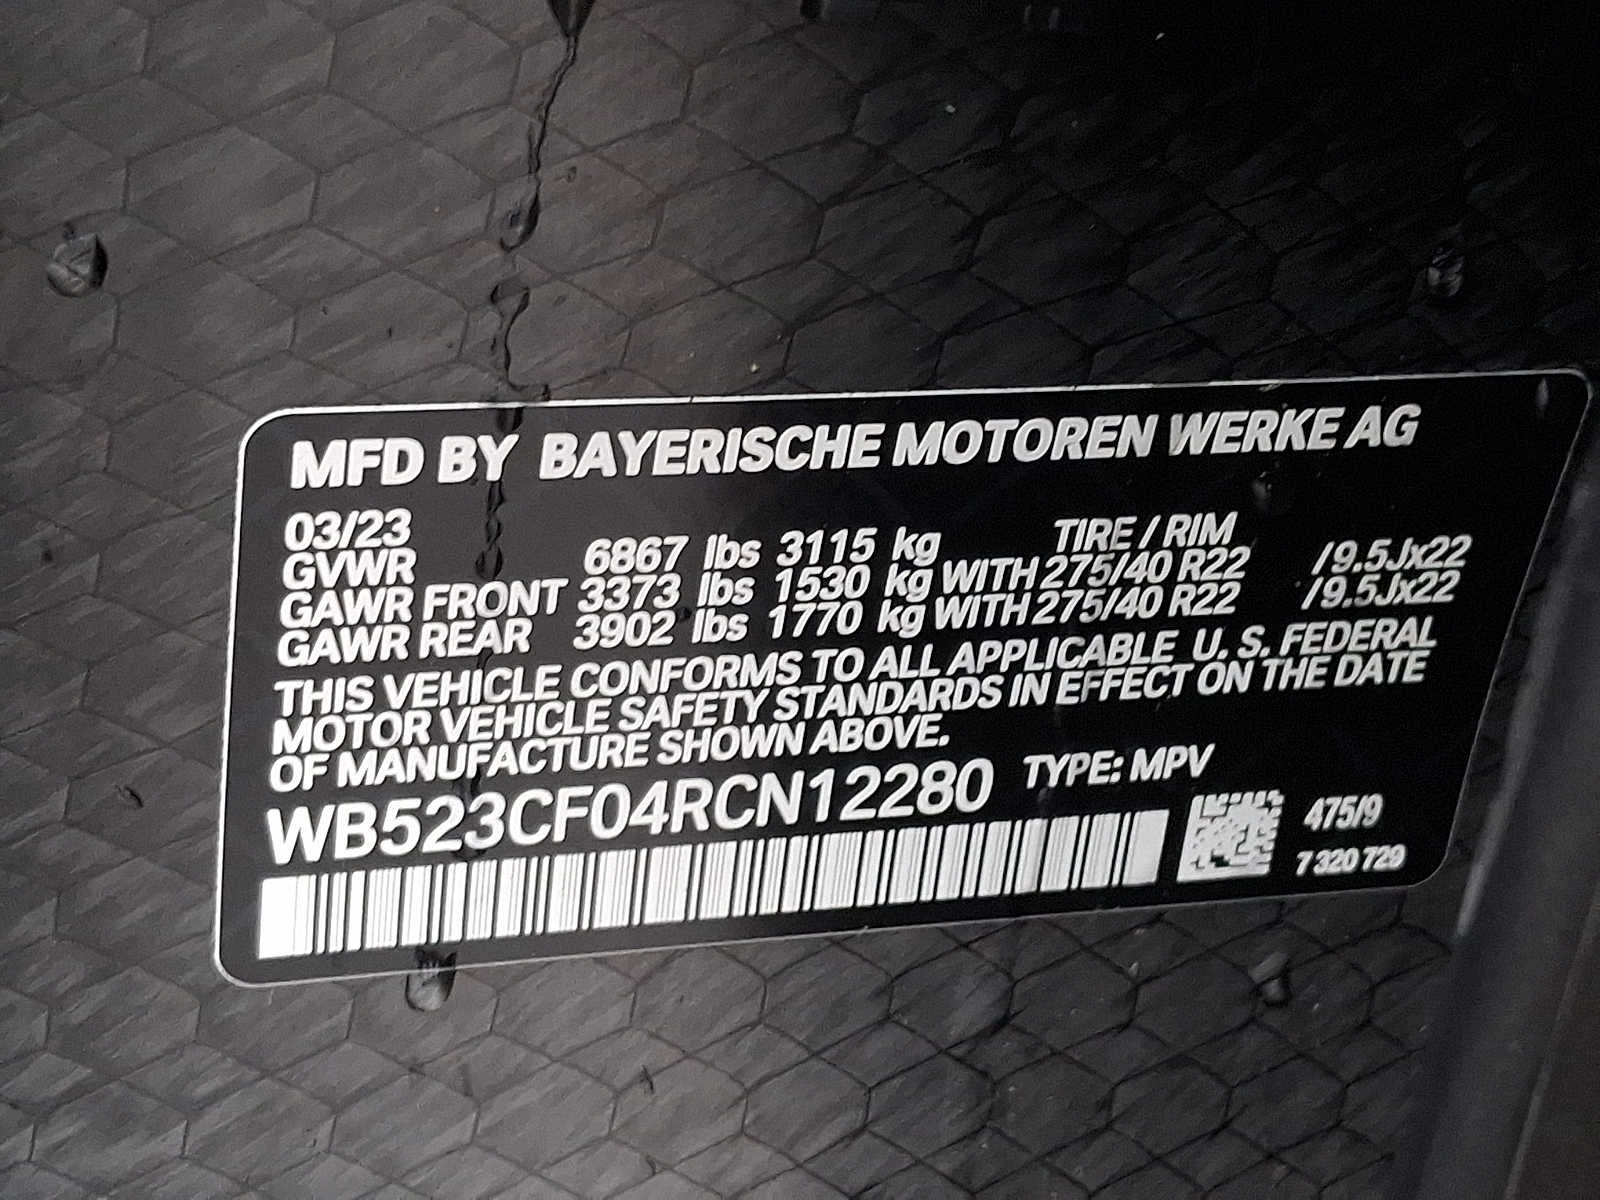 MFD BY BAYERISCHE MOTOREN WERKE AG
03/23
GVWR 6867 lbs 3115 kg TIRE / RIM
GAWR FRONT 3373 lbs 1530 kg WITH 275/40 R22 /9.5Jx22
GAWR REAR 3902 lbs 1770 kg WITH 275/40 R22 /9.5Jx22
THIS VEHICLE CONFORMS TO ALL APPLICABLE U. S. FEDERAL
MOTOR VEHICLE SAFETY STANDARDS IN EFFECT ON THE DATE
OF MANUFACTURE SHOWN ABOVE.
WB523CF04RCN12280 TYPE: MPV
475/9
7 320 729